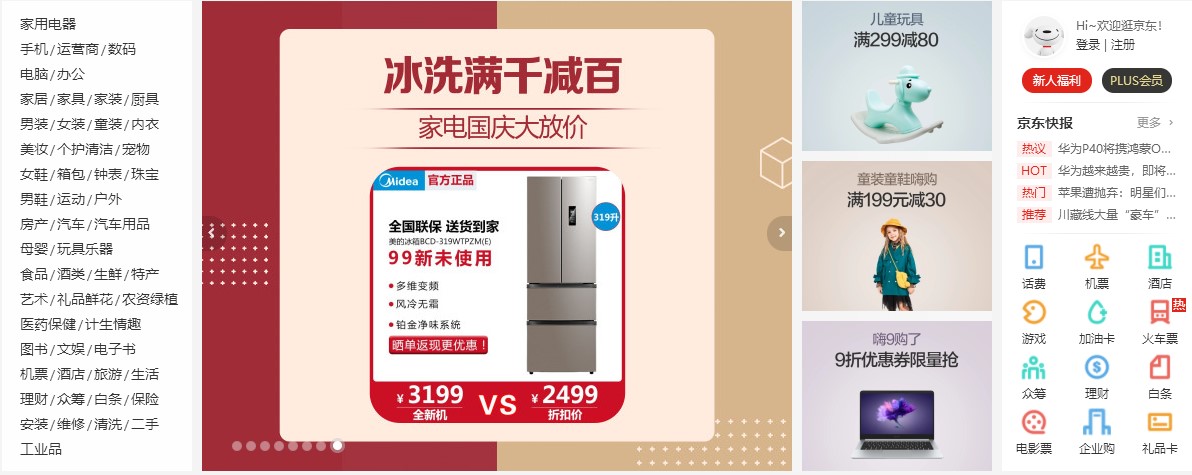 家用电器
手机/运营商/数码
电脑/办公
家居/家具/家装/厨具
男装/女装/童装/内衣
美妆/个护清洁/宠物
女鞋/箱包/钟表/珠宝
男鞋/运动/户外
房产/汽车/汽车用品
母婴/玩具乐器
食品/酒类/生鲜/特产
艺术/礼品鲜花/农资绿植
医药保健/计生情趣
图书/文娱/电子书
机票/酒店/旅游/生活
理财/众筹/白条/保险
安装/维修/清洗/二手
工业品
冰洗满千减百
家电国庆大放价
Midea 官方正品
全国联保 送货到家
美的冰箱BCD-319WTPZM(E)
99新未使用
多维变频
风冷无霜
铂金净味系统
晒单返现更优惠!
319升
¥3199 VS ¥2499
全新机 折扣价
儿童玩具
满299减80
童装童鞋嗨购
满199元减30
嗨9购了
9折优惠券限量抢
Hi~欢迎逛京东!
登录 | 注册
新人福利 PLUS会员
京东快报 更多
热议 华为P40将携鸿蒙O...
HOT 华为越来越贵,即将...
热门 苹果遭抛弃:明星们...
推荐 川藏线大量“豪车”...
话费 机票 酒店
热
游戏 加油卡 火车票
众筹 理财 白条
电影票 企业购 礼品卡